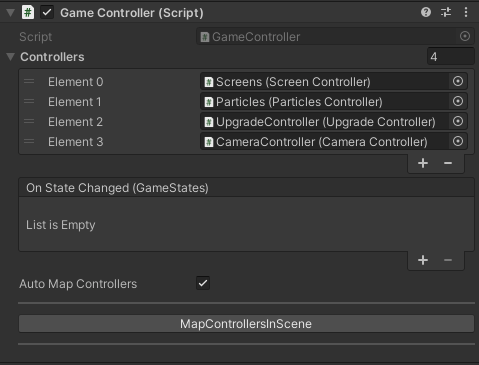 Game Controller (Script)
Script GameController
Controllers 4
Element 0 Screens (Screen Controller)
Element 1 Particles (Particles Controller)
Element 2 UpgradeController (Upgrade Controller)
Element 3 CameraController (Camera Controller)
+ −
On State Changed (GameStates)
List is Empty
+ −
Auto Map Controllers
MapControllersInScene